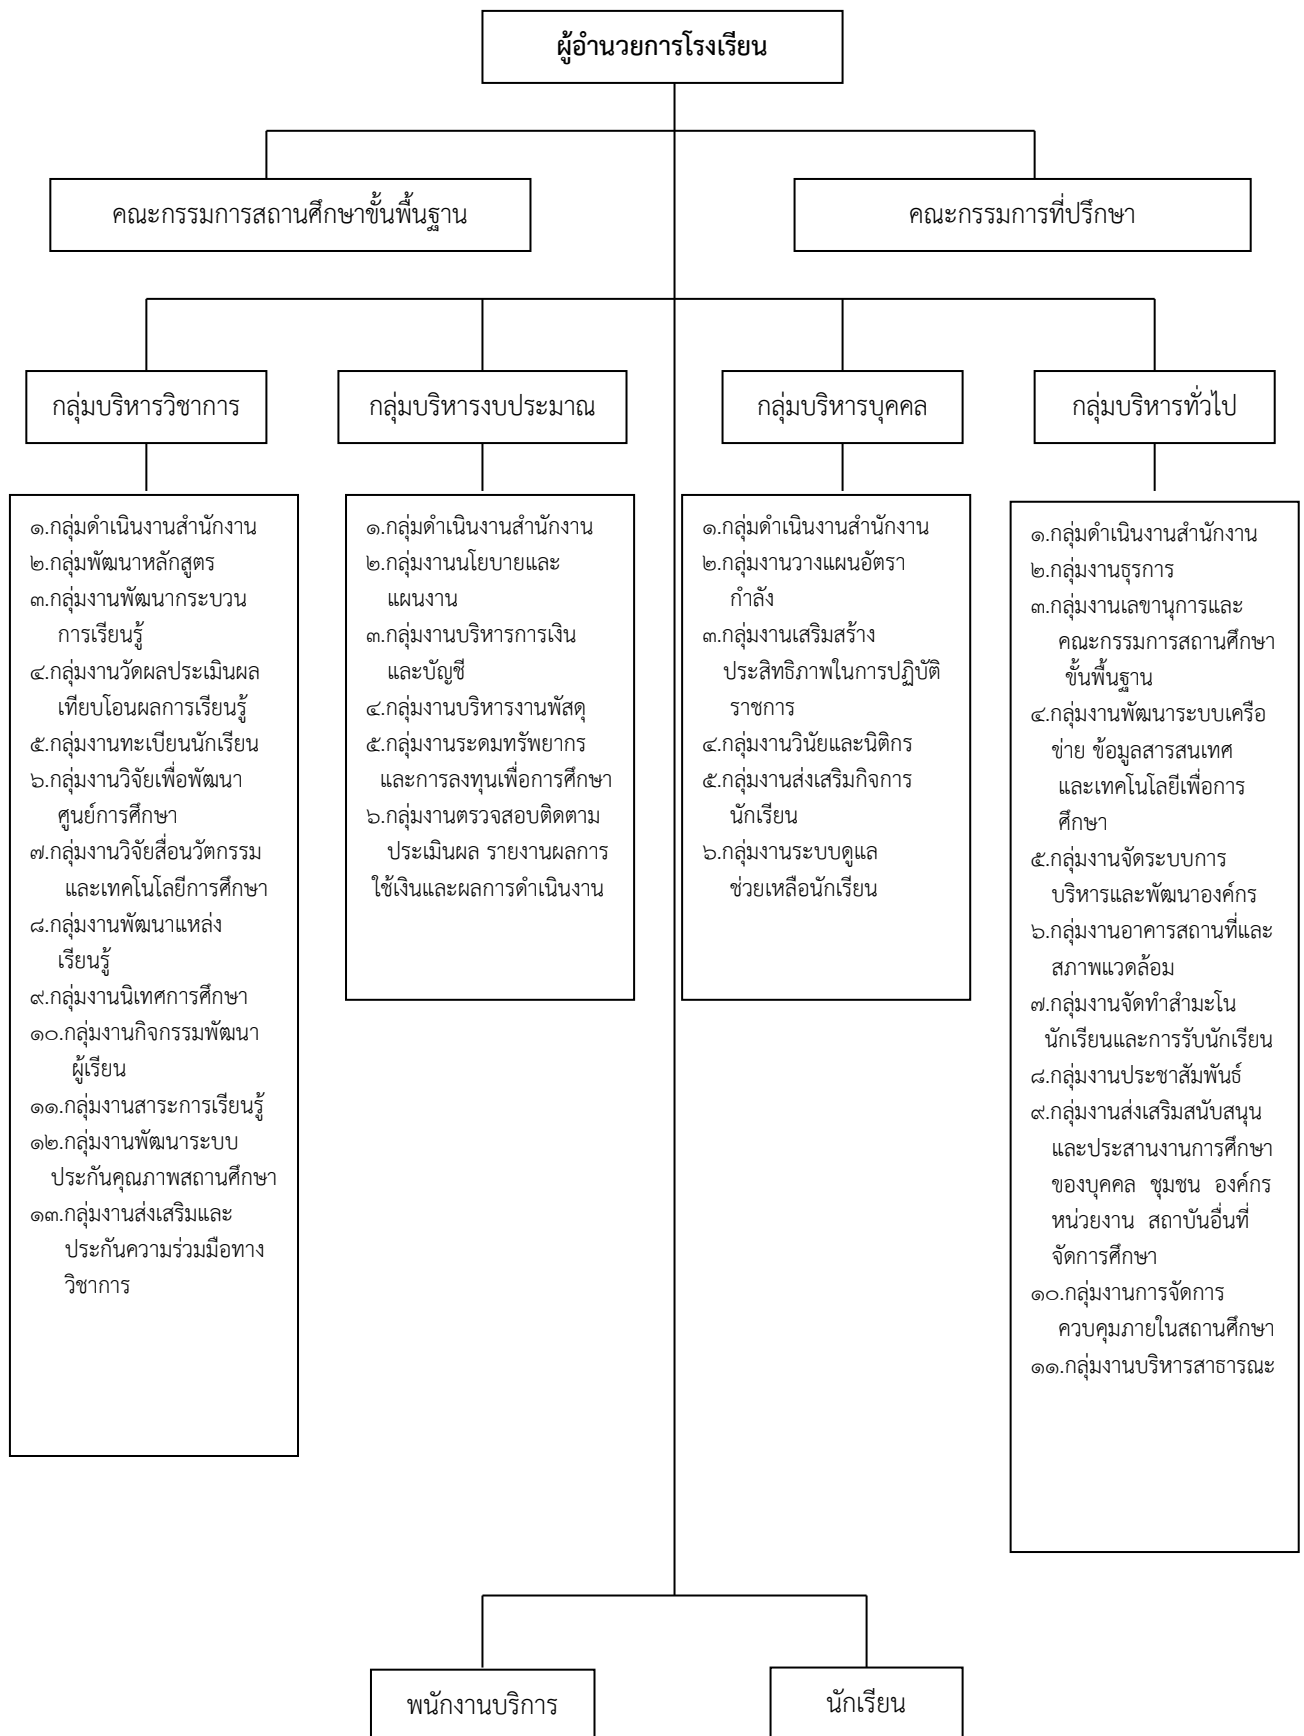 ผู้อำนวยการโรงเรียน
คณะกรรมการสถานศึกษาขั้นพื้นฐาน
คณะกรรมการที่ปรึกษา
กลุ่มบริหารวิชาการ
กลุ่มบริหารงบประมาณ
กลุ่มบริหารบุคคล
กลุ่มบริหารทั่วไป
๑.กลุ่มดำเนินงานสำนักงาน
๒.กลุ่มพัฒนาหลักสูตร
๓.กลุ่มงานพัฒนากระบวน
การเรียนรู้
๔.กลุ่มงานวัดผลประเมินผล
เทียบโอนผลการเรียนรู้
๕.กลุ่มงานทะเบียนนักเรียน
๖.กลุ่มงานวิจัยเพื่อพัฒนา
ศูนย์การศึกษา
๗.กลุ่มงานวิจัยสื่อนวัตกรรม
และเทคโนโลยีการศึกษา
๘.กลุ่มงานพัฒนาแหล่ง
เรียนรู้
๙.กลุ่มงานนิเทศการศึกษา
๑๐.กลุ่มงานกิจกรรมพัฒนา
ผู้เรียน
๑๑.กลุ่มงานสาระการเรียนรู้
๑๒.กลุ่มงานพัฒนาระบบ
ประกันคุณภาพสถานศึกษา
๑๓.กลุ่มงานส่งเสริมและ
ประกันความร่วมมือทาง
วิชาการ
๑.กลุ่มดำเนินงานสำนักงาน
๒.กลุ่มงานนโยบายและ
แผนงาน
๓.กลุ่มงานบริหารการเงิน
และบัญชี
๔.กลุ่มงานบริหารงานพัสดุ
๕.กลุ่มงานระดมทรัพยากร
และการลงทุนเพื่อการศึกษา
๖.กลุ่มงานตรวจสอบติดตาม
ประเมินผล รายงานผลการ
ใช้เงินและผลการดำเนินงาน
๑.กลุ่มดำเนินงานสำนักงาน
๒.กลุ่มงานวางแผนอัตรา
กำลัง
๓.กลุ่มงานเสริมสร้าง
ประสิทธิภาพในการปฏิบัติ
ราชการ
๔.กลุ่มงานวินัยและนิติกร
๕.กลุ่มงานส่งเสริมกิจการ
นักเรียน
๖.กลุ่มงานระบบดูแล
ช่วยเหลือนักเรียน
๑.กลุ่มดำเนินงานสำนักงาน
๒.กลุ่มงานธุรการ
๓.กลุ่มงานเลขานุการและ
คณะกรรมการสถานศึกษา
ขั้นพื้นฐาน
๔.กลุ่มงานพัฒนาระบบเครือ
ข่าย ข้อมูลสารสนเทศ
และเทคโนโลยีเพื่อการ
ศึกษา
๕.กลุ่มงานจัดระบบการ
บริหารและพัฒนาองค์กร
๖.กลุ่มงานอาคารสถานที่และ
สภาพแวดล้อม
๗.กลุ่มงานจัดทำสำมะโน
นักเรียนและการรับนักเรียน
๘.กลุ่มงานประชาสัมพันธ์
๙.กลุ่มงานส่งเสริมสนับสนุน
และประสานงานการศึกษา
ของบุคคล ชุมชน องค์กร
หน่วยงาน สถาบันอื่นที่
จัดการศึกษา
๑๐.กลุ่มงานการจัดการ
ควบคุมภายในสถานศึกษา
๑๑.กลุ่มงานบริหารสาธารณะ
พนักงานบริการ
นักเรียน